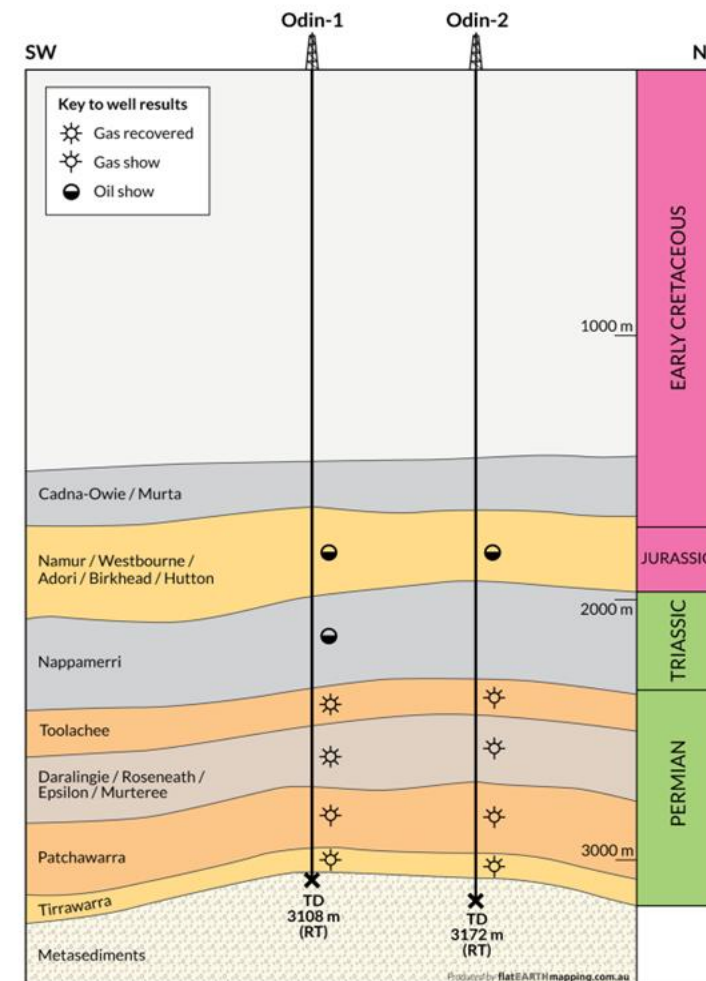 Odin-1
Odin-2
SW
N
Key to well results
Gas recovered
Gas show
Oil show
1000 m
EARLY CRETACEOUS
Cadna-Owie / Murta
Namur / Westbourne /
Adori / Birkhead / Hutton
JURASSIC
2000 m
TRIASSIC
Nappamerri
Toolachee
Daralingie / Roseneath /
Epsilon / Murteree
PERMIAN
Patchawarra
3000 m
Tirrawarra
TD
3108 m
(RT)
TD
3172 m
(RT)
Metasediments
Produced by flatEARTHmapping.com.au